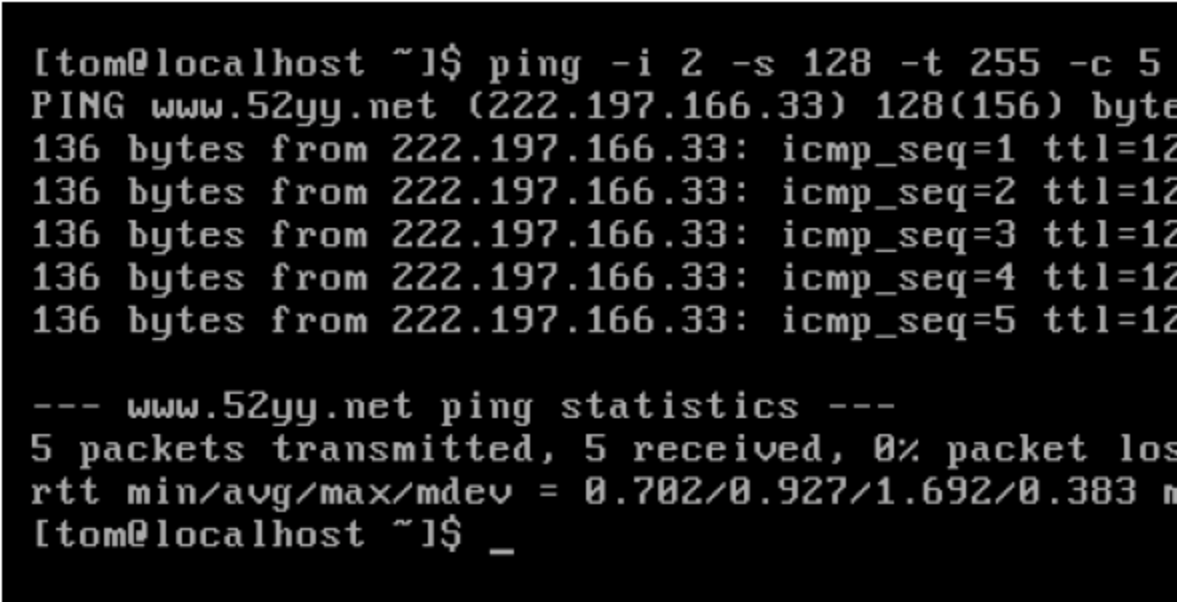 [tom@localhost ~]$ ping -i 2 -s 128 -t 255 -c 5
PING www.52yy.net (222.197.166.33) 128(156) byte
136 bytes from 222.197.166.33: icmp_seq=1 ttl=12
136 bytes from 222.197.166.33: icmp_seq=2 ttl=12
136 bytes from 222.197.166.33: icmp_seq=3 ttl=12
136 bytes from 222.197.166.33: icmp_seq=4 ttl=12
136 bytes from 222.197.166.33: icmp_seq=5 ttl=12
--- www.52yy.net ping statistics ---
5 packets transmitted, 5 received, 0% packet los
rtt min/avg/max/mdev = 0.702/0.927/1.692/0.383 m
[tom@localhost ~]$ _